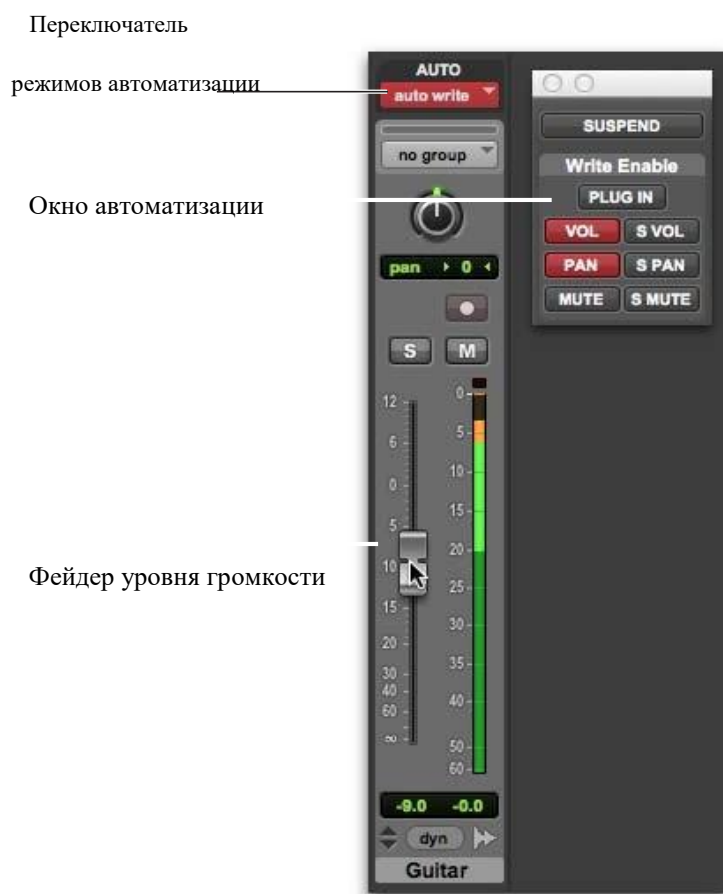 Переключатель
режимов автоматизации
Окно автоматизации
Фейдер уровня громкости
AUTO
auto write
no group
pan 0
S M
12
6
0
5
10
15
20
30
40
60
∞
0
5
10
15
20
25
30
35
40
50
60
-9.0 -0.0
dyn
Guitar
SUSPEND
Write Enable
PLUG IN
VOL S VOL
PAN S PAN
MUTE S MUTE